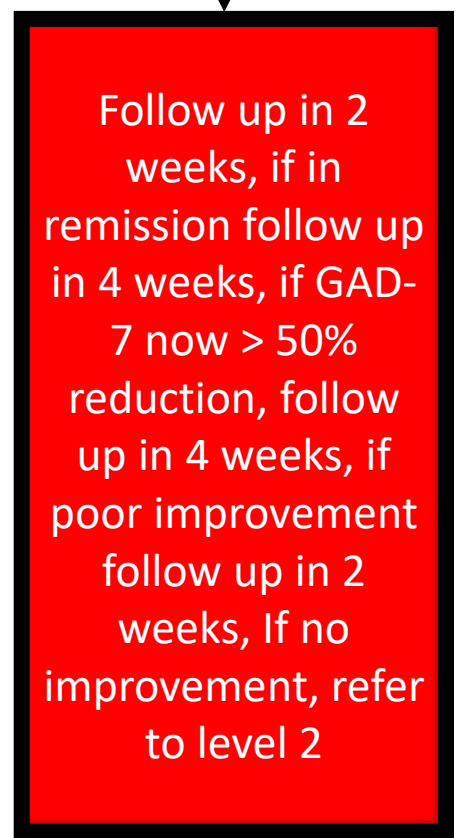 Follow up in 2
weeks, if in
remission follow up
in 4 weeks, if GAD-
7 now > 50%
reduction, follow
up in 4 weeks, if
poor improvement
follow up in 2
weeks, If no
improvement, refer
to level 2